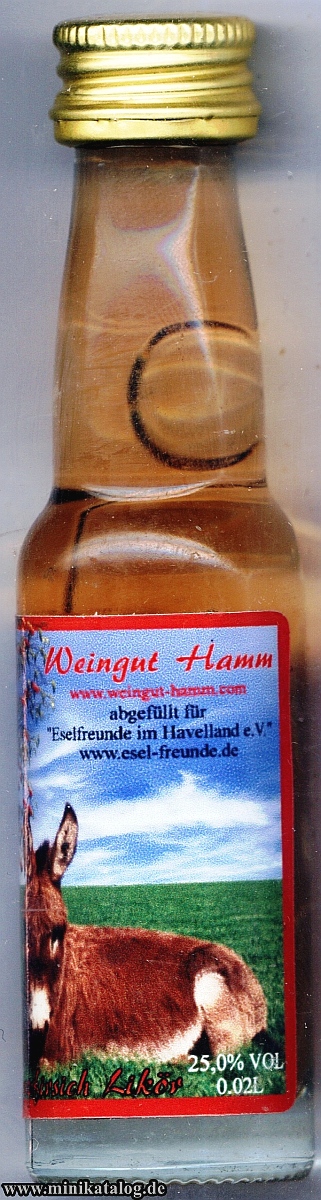 Weingut Hamm
www.weingut-hamm.com
abgefüllt für
"Eselfreunde im Havelland e.V."
www.esel-freunde.de
Likör
25,0% VOL
0.02L
www.minikatalog.de